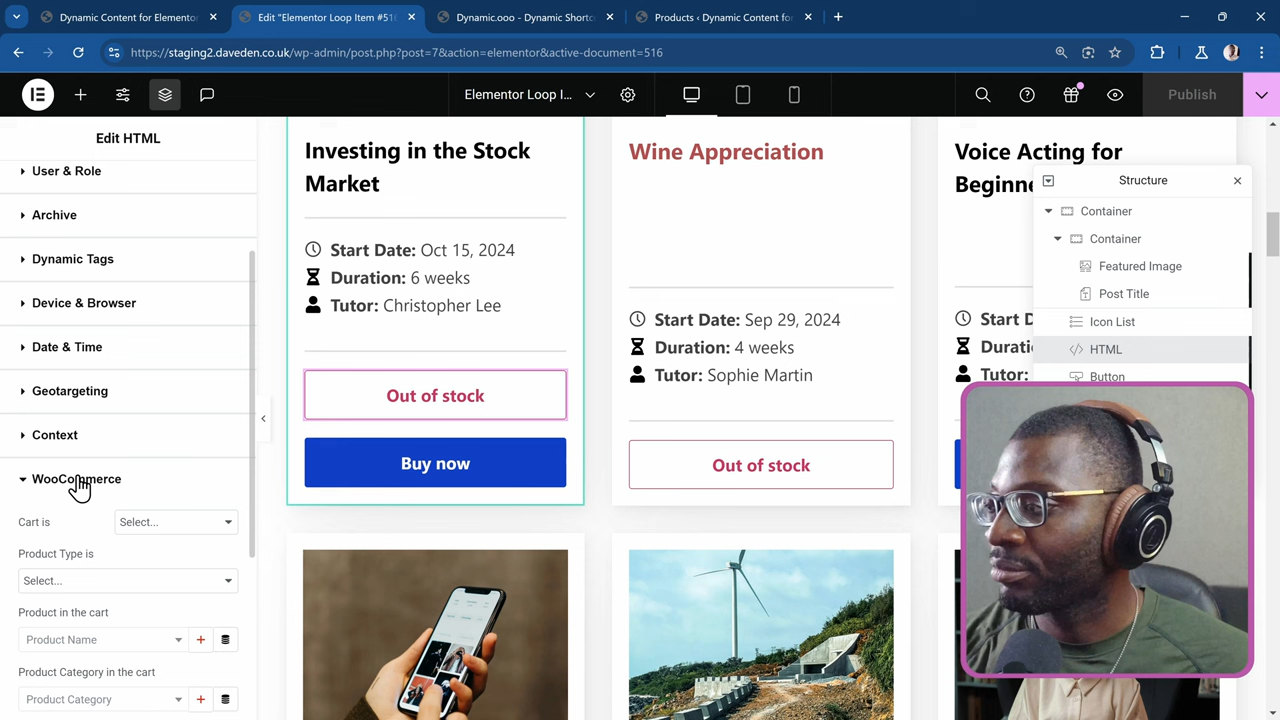 Dynamic Content for Elementor
Edit "Elementor Loop Item #516
Dynamic.ooo - Dynamic Shortc
Products ‹ Dynamic Content for
https://staging2.daveden.co.uk/wp-admin/post.php?post=7&action=elementor&active-document=516
Elementor Loop I...
Publish
Edit HTML
User & Role
Archive
Dynamic Tags
Device & Browser
Date & Time
Geotargeting
Context
WooCommerce
Cart is
Select...
Product Type is
Select...
Product in the cart
Product Name
Product Category in the cart
Product Category
Investing in the Stock
Market
Start Date: Oct 15, 2024
Duration: 6 weeks
Tutor: Christopher Lee
Out of stock
Buy now
Wine Appreciation
Start Date: Sep 29, 2024
Duration: 4 weeks
Tutor: Sophie Martin
Out of stock
Voice Acting for
Beginne
Start D
Duratio
Tutor:
Structure
Container
Container
Featured Image
Post Title
Icon List
HTML
Button